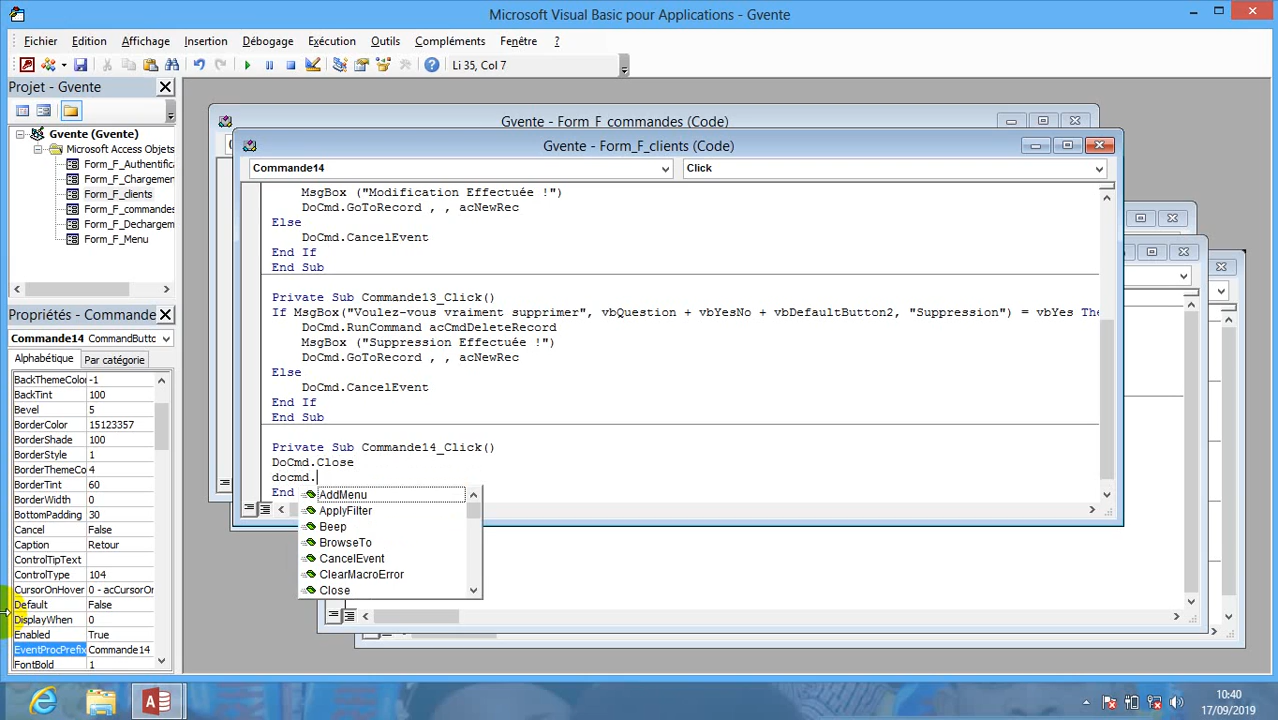 Microsoft Visual Basic pour Applications - Gvente
Fichier Edition Affichage Insertion Débogage Exécution Outils Compléments Fenêtre ?
Li 35, Col 7
Projet - Gvente
Gvente (Gvente)
Microsoft Access Objets
Form_F_Authentifica
Form_F_Chargemen
Form_F_clients
Form_F_commandes
Form_F_Dechargem
Form_F_Menu
Propriétés - Commande
Commande14 CommandButto
Alphabétique Par catégorie
BackThemeColor -1
BackTint 100
Bevel 5
BorderColor 15123357
BorderShade 100
BorderStyle 1
BorderThemeCo 4
BorderTint 60
BorderWidth 0
BottomPadding 30
Cancel False
Caption Retour
ControlTipText
ControlType 104
CursorOnHover 0 - acCursorOn
Default False
DisplayWhen 0
Enabled True
EventProcPrefix Commande14
FontBold 1
Gvente - Form_F_commandes (Code)
Gvente - Form_F_clients (Code)
Commande14 Click
MsgBox ("Modification Effectuée !")
DoCmd.GoToRecord , , acNewRec
Else
DoCmd.CancelEvent
End If
End Sub
Private Sub Commande13_Click()
If MsgBox("Voulez-vous vraiment supprimer", vbQuestion + vbYesNo + vbDefaultButton2, "Suppression") = vbYes The
DoCmd.RunCommand acCmdDeleteRecord
MsgBox ("Suppression Effectuée !")
DoCmd.GoToRecord , , acNewRec
Else
DoCmd.CancelEvent
End If
End Sub
Private Sub Commande14_Click()
DoCmd.Close
docmd.
End
AddMenu
ApplyFilter
Beep
BrowseTo
CancelEvent
ClearMacroError
Close
10:40
17/09/2019